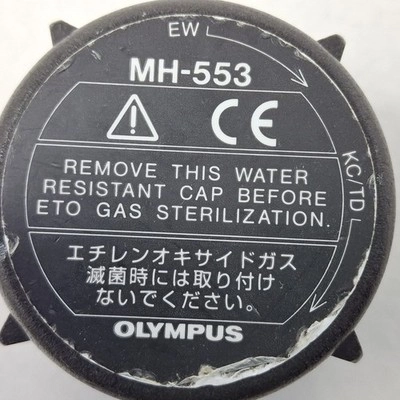 EW
MH-553
CE
KC/TD
REMOVE THIS WATER
RESISTANT CAP BEFORE
ETO GAS STERILIZATION.
エチレンオキサイドガス
滅菌時には取り付け
ないでください。
OLYMPUS